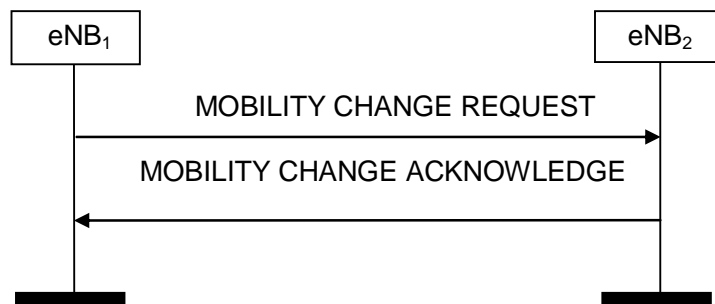 eNB₁
eNB₂
MOBILITY CHANGE REQUEST
MOBILITY CHANGE ACKNOWLEDGE